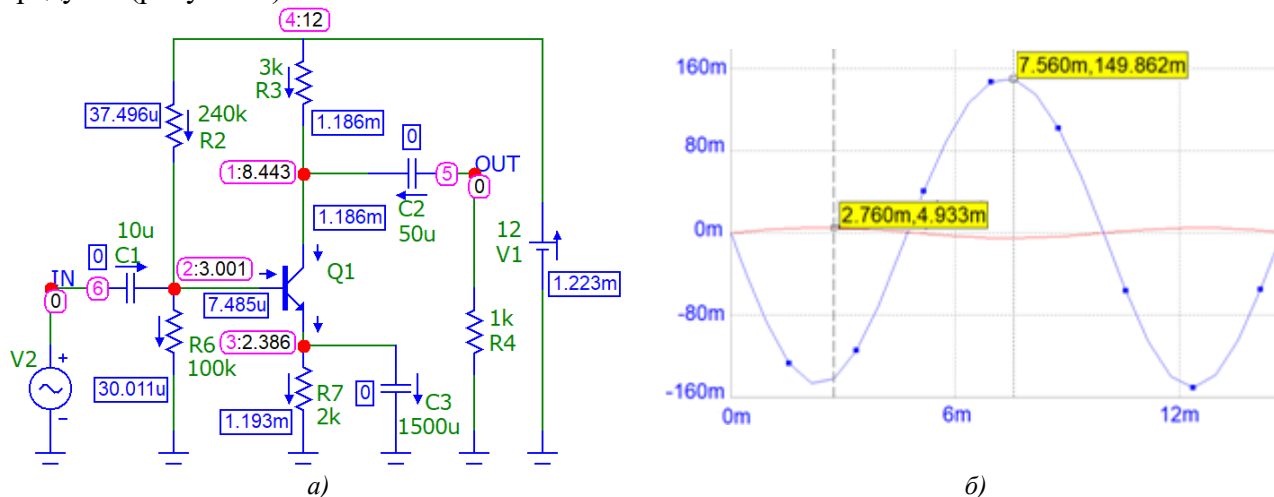 4:12
3k
R3
37.496u
240k
R2
1.186m
0
1:8.443
5
OUT
0
C2
50u
1.186m
10u
C1
0
12
V1
IN
6
0
2:3.001
Q1
7.485u
1.223m
1k
R4
3:2.386
V2
R6
100k
30.011u
R7
2k
0
C3
1500u
1.193m
а)
160m
80m
0m
-80m
-160m
7.560m,149.862m
2.760m,4.933m
0m
6m
12m
б)